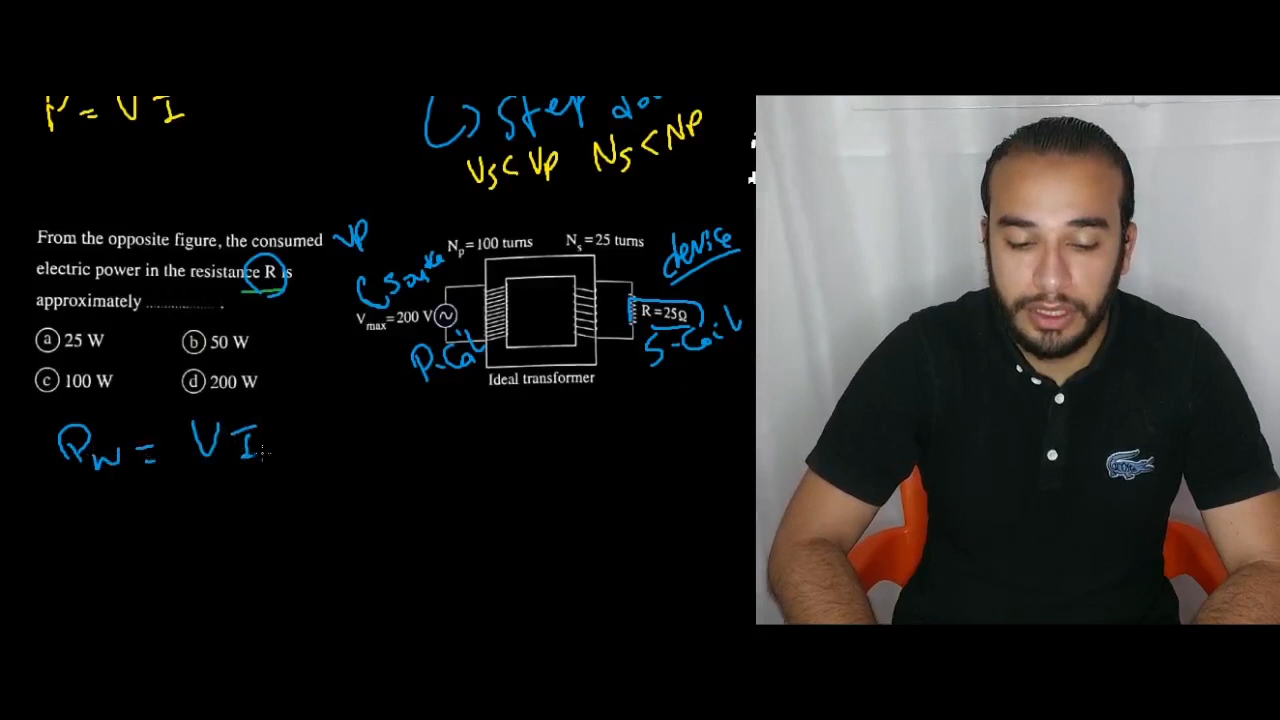 P = V I
Step do
Vs < Vp Ns < Np
From the opposite figure, the consumed
electric power in the resistance R is
approximately ............... .
a 25 W
b 50 W
c 100 W
d 200 W
Vp
Source
Np = 100 turns
Ns = 25 turns
device
Vmax = 200 V
R = 25Ω
P-Coil
S-Coil
Ideal transformer
Pw = V I